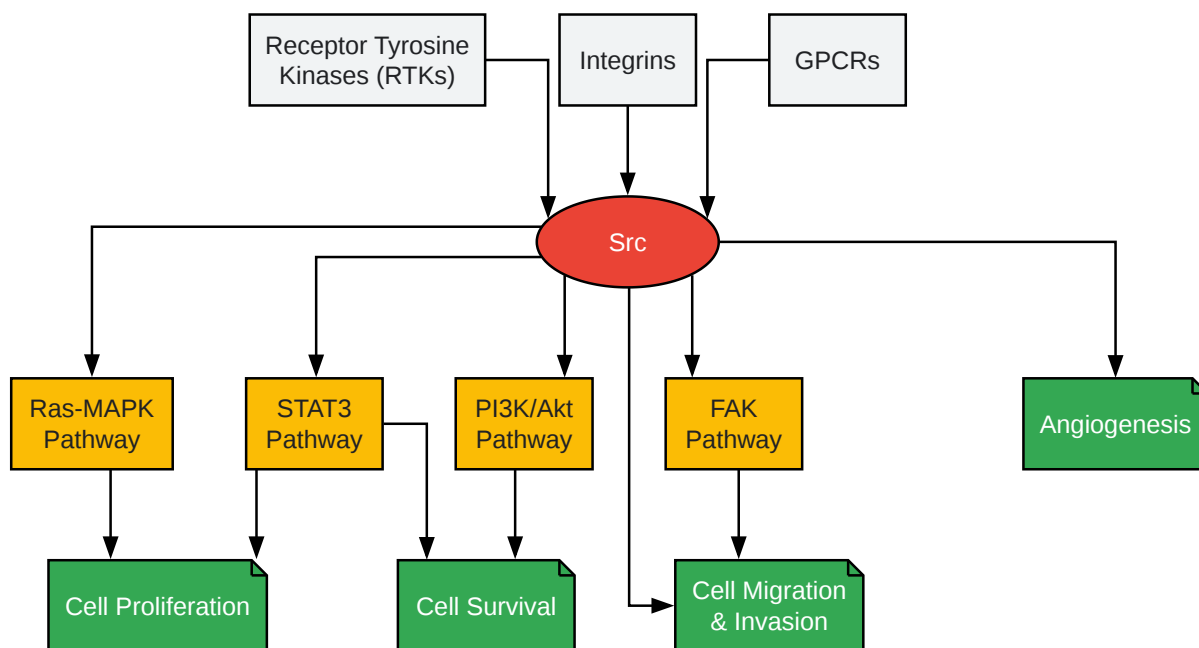 Receptor Tyrosine
Kinases (RTKs)
Integrins
GPCRs
Src
Ras-MAPK
Pathway
STAT3
Pathway
PI3K/Akt
Pathway
FAK
Pathway
Angiogenesis
Cell Proliferation
Cell Survival
Cell Migration
& Invasion